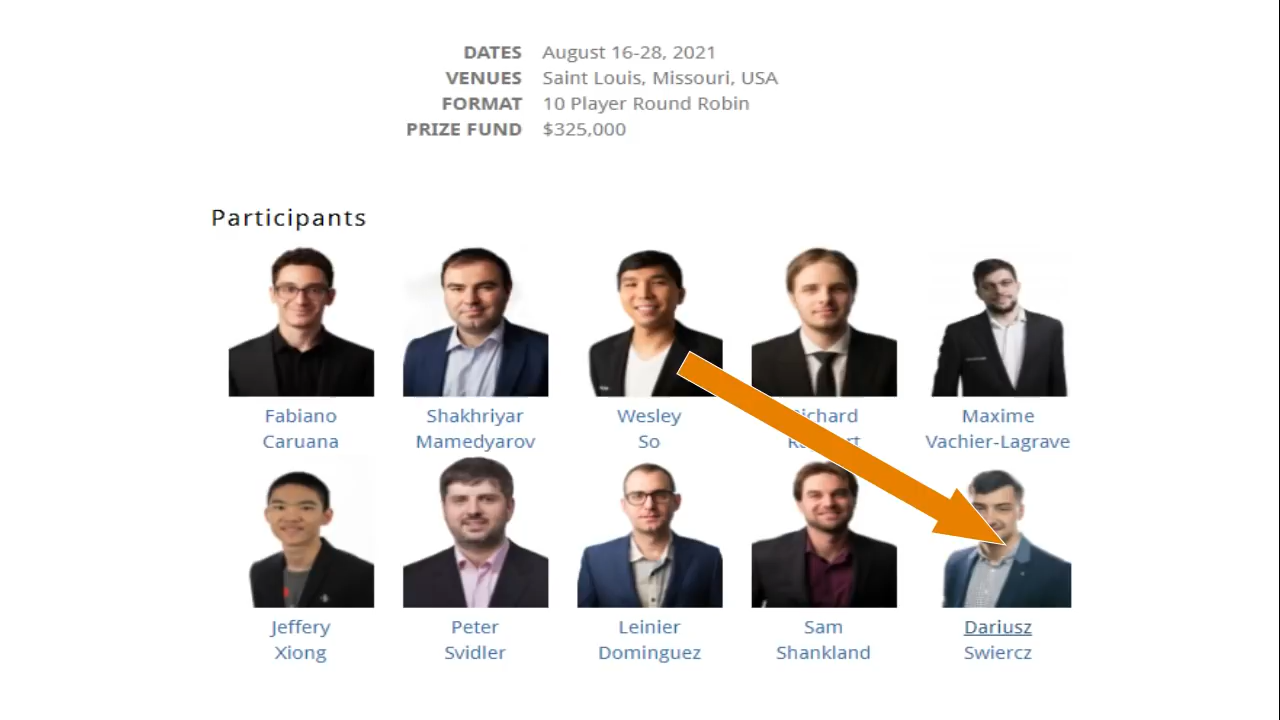 DATES August 16-28, 2021
VENUES Saint Louis, Missouri, USA
FORMAT 10 Player Round Robin
PRIZE FUND $325,000
Participants
Fabiano Shakhriyar Wesley Maxime
Caruana Mamedyarov So Vachier-Lagrave
Jeffery Peter Leinier Sam Dariusz
Xiong Svidler Dominguez Shankland Swiercz